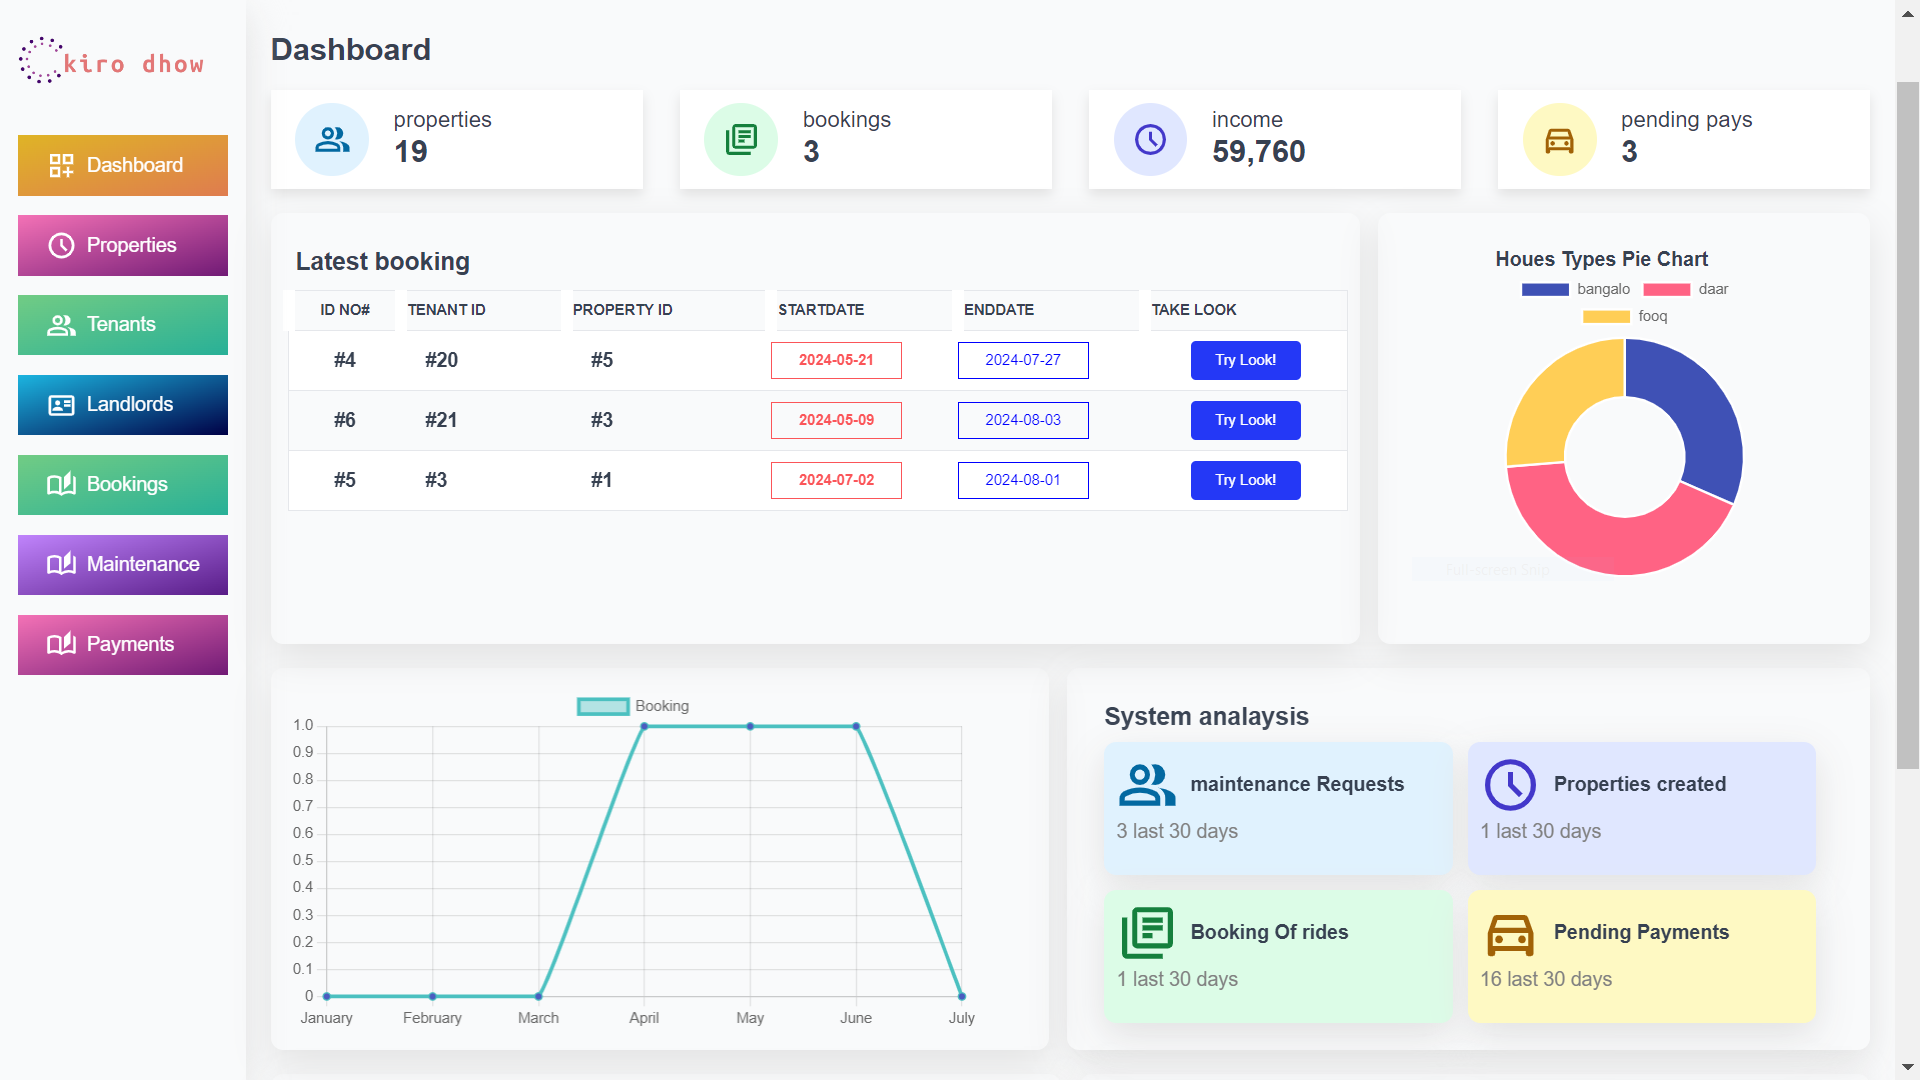 kiro dhow
Dashboard
Properties
Tenants
Landlords
Bookings
Maintenance
Payments
Dashboard
properties
19
bookings
3
income
59,760
pending pays
3
Latest booking
ID NO# TENANT ID PROPERTY ID STARTDATE ENDDATE TAKE LOOK
#4 #20 #5 2024-05-21 2024-07-27 Try Look!
#6 #21 #3 2024-05-09 2024-08-03 Try Look!
#5 #3 #1 2024-07-02 2024-08-01 Try Look!
Houes Types Pie Chart
bangalo daar
fooq
Full-screen Snip
Booking
1.0
0.9
0.8
0.7
0.6
0.5
0.4
0.3
0.2
0.1
0
January February March April May June July
System analaysis
maintenance Requests
3 last 30 days
Properties created
1 last 30 days
Booking Of rides
1 last 30 days
Pending Payments
16 last 30 days